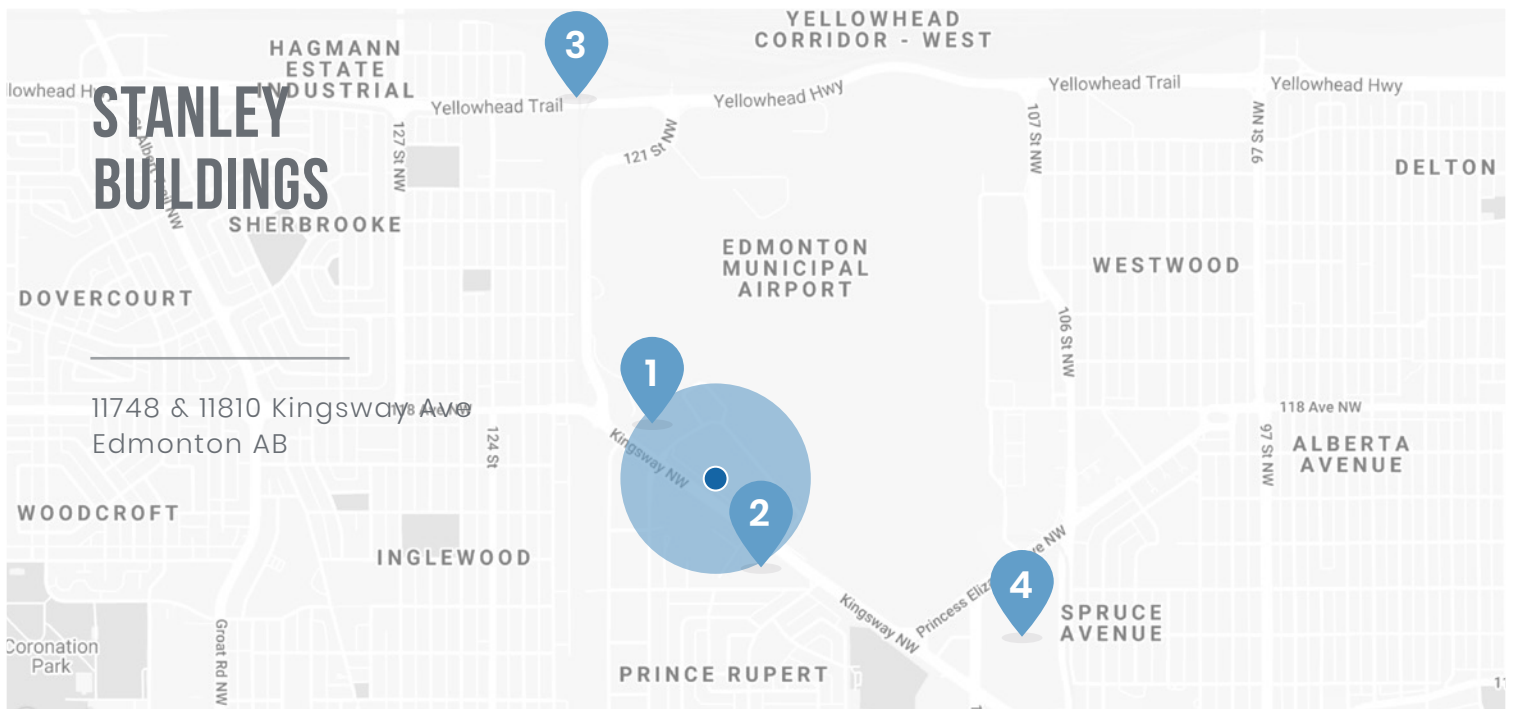 YELLOWHEAD
CORRIDOR - WEST
HAGMANN
ESTATE
INDUSTRIAL
3
Yellowhead Trail
Yellowhead Hwy
Yellowhead Trail
Yellowhead Hwy
STANLEY
BUILDINGS
127 St NW
121 St NW
107 St NW
97 St NW
DELTON
SHERBROOKE
EDMONTON
MUNICIPAL
AIRPORT
WESTWOOD
DOVERCOURT
106 St NW
1
11748 & 11810 Kingsway Ave
Edmonton AB
118 Ave NW
118 Ave NW
124 St
Kingsway NW
97 St NW
ALBERTA
AVENUE
WOODCROFT
2
INGLEWOOD
4
Kingsway NW
SPRUCE
AVENUE
Coronation
Park
Groat Rd NW
PRINCE RUPERT